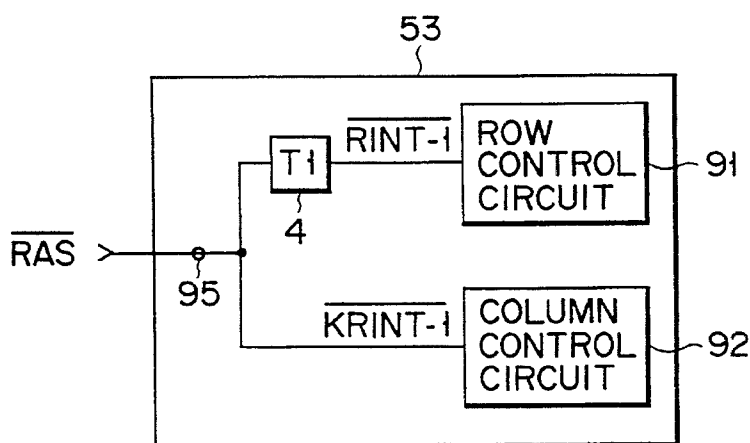 53
T1
4
RINT-1
ROW
CONTROL
CIRCUIT
91
RAS
95
KRINT-1
COLUMN
CONTROL
CIRCUIT
92